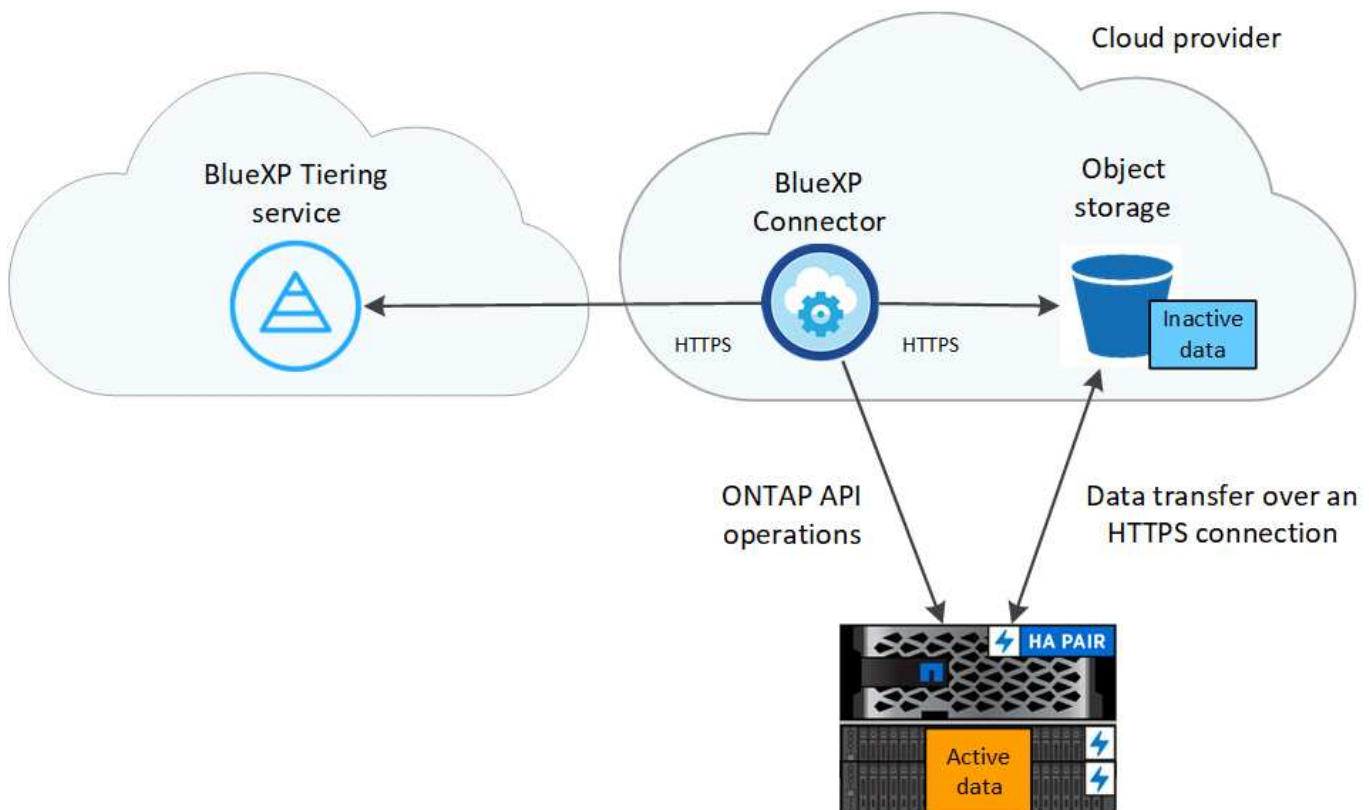 Cloud provider
BlueXP Tiering
service
BlueXP
Connector
Object
storage
Inactive
data
HTTPS
HTTPS
ONTAP API
operations
Data transfer over an
HTTPS connection
HA PAIR
Active
data